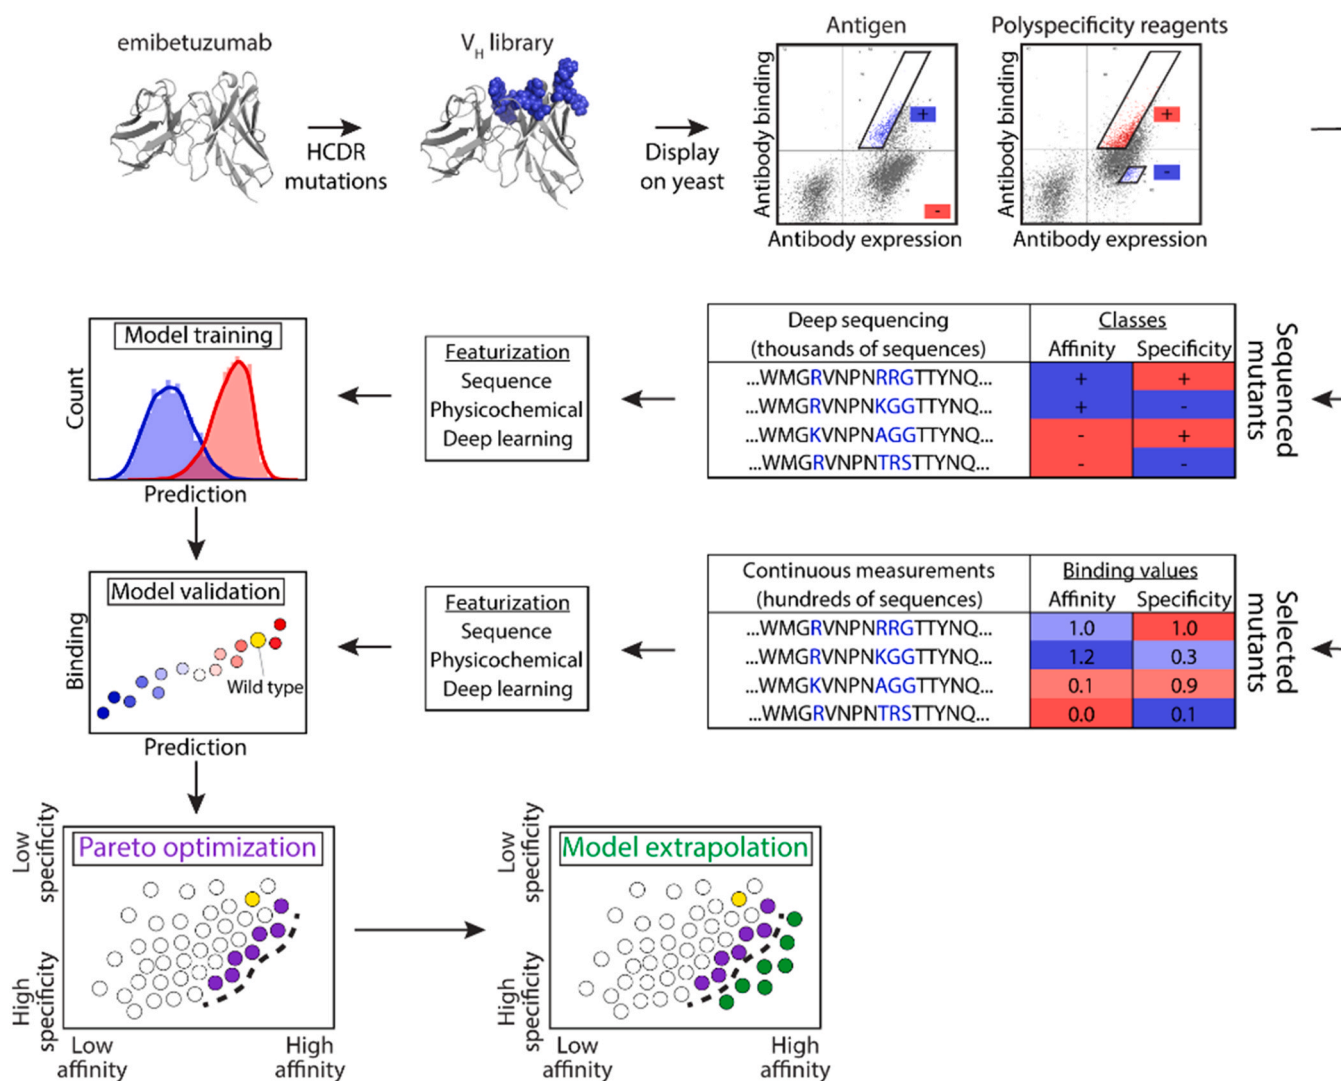 emibetuzumab
HCDR
mutations
VH library
Display
on yeast
Antigen
Antibody binding
+
-
Antibody expression
Polyspecificity reagents
Antibody binding
+
-
Antibody expression
Sequenced
mutants
Deep sequencing
(thousands of sequences)
Classes
Affinity Specificity
...WMGRVNPNRRGTTYNQ... + +
...WMGRVNPNKGGTTYNQ... + -
...WMGKVNPNAGGTTYNQ... - +
...WMGRVNPNTRSTTYNQ... - -
Featurization
Sequence
Physicochemical
Deep learning
Model training
Count
Prediction
Selected
mutants
Continuous measurements
(hundreds of sequences)
Binding values
Affinity Specificity
...WMGRVNPNRRGTTYNQ... 1.0 1.0
...WMGRVNPNKGGTTYNQ... 1.2 0.3
...WMGKVNPNAGGTTYNQ... 0.1 0.9
...WMGRVNPNTRSTTYNQ... 0.0 0.1
Featurization
Sequence
Physicochemical
Deep learning
Model validation
Binding
Wild type
Prediction
Pareto optimization
Low
specificity
High
specificity
Low
affinity
High
affinity
Model extrapolation
Low
specificity
High
specificity
Low
affinity
High
affinity